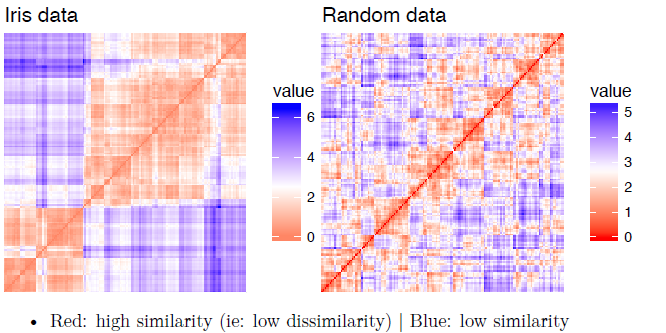 Iris data
Random data
value
6
4
2
0
value
5
4
3
2
1
0
• Red: high similarity (ie: low dissimilarity) | Blue: low similarity